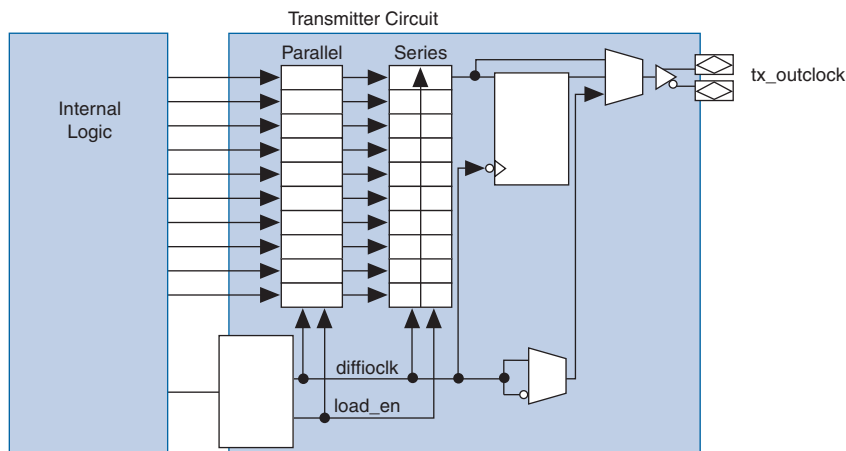 Transmitter Circuit
Parallel
Series
tx_outclock
Internal
Logic
diffioclk
load_en